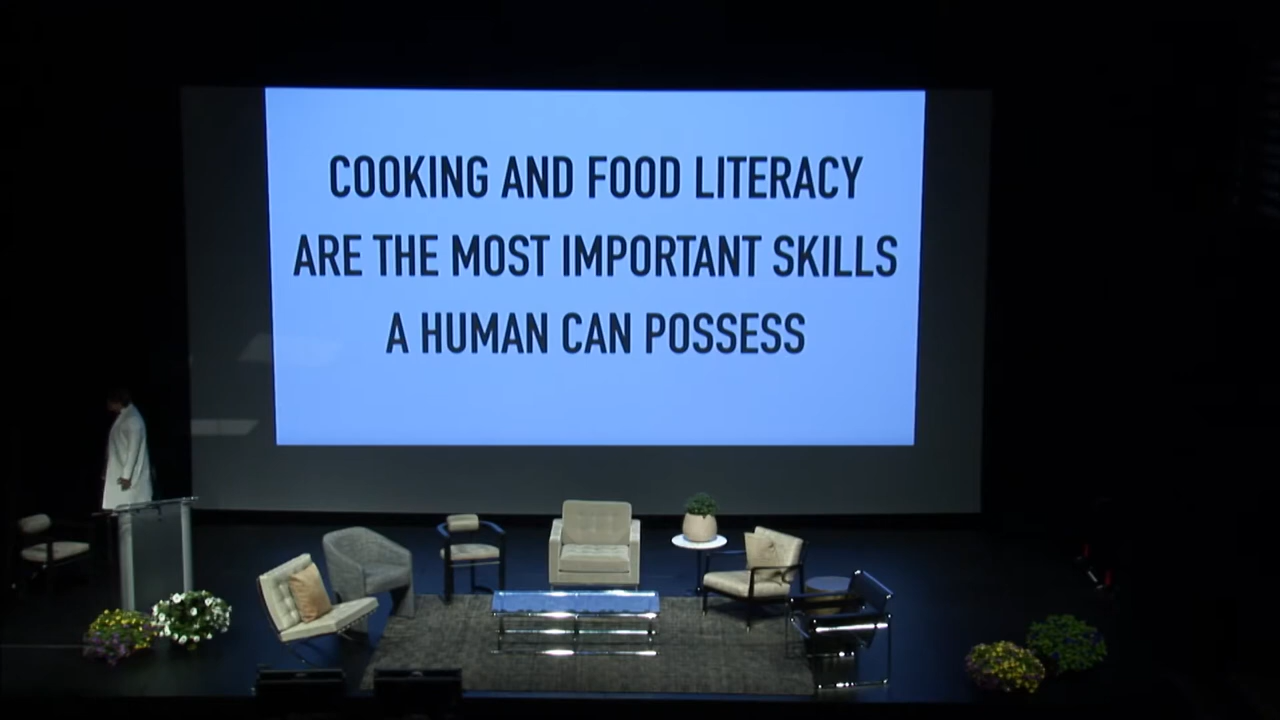 COOKING AND FOOD LITERACY
ARE THE MOST IMPORTANT SKILLS
A HUMAN CAN POSSESS